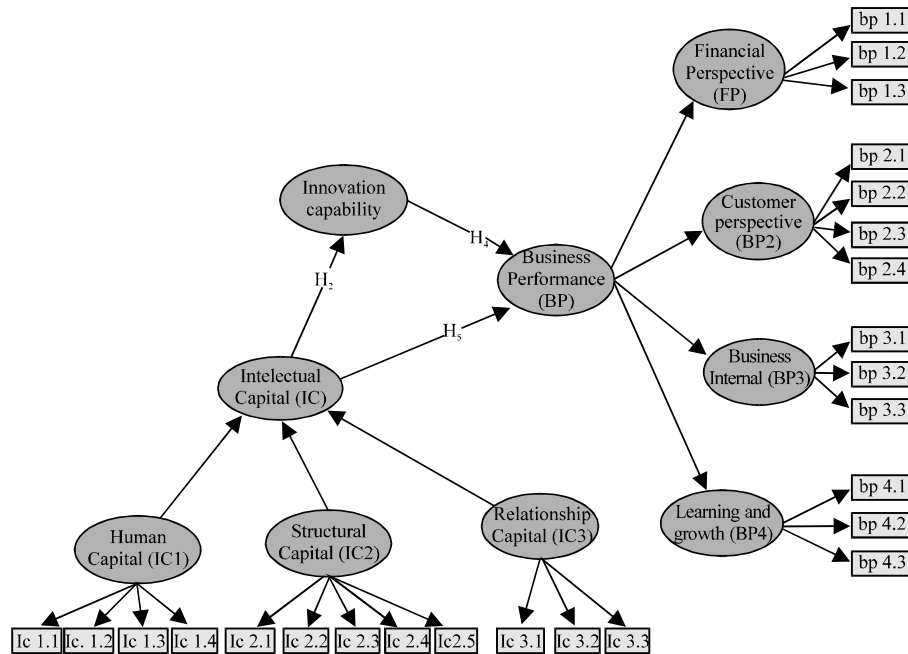 Financial
Perspective
(FP)
bp 1.1
bp 1.2
bp 1.3
Innovation
capability
Customer
perspective
(BP2)
bp 2.1
bp 2.2
bp 2.3
bp 2.4
H4
H2
Business
Performance
(BP)
H5
Intelectual
Capital (IC)
Business
Internal (BP3)
bp 3.1
bp 3.2
bp 3.3
Human
Capital (IC1)
Structural
Capital (IC2)
Relationship
Capital (IC3)
Learning and
growth (BP4)
bp 4.1
bp 4.2
bp 4.3
Ic 1.1
Ic. 1.2
Ic 1.3
Ic 1.4
Ic 2.1
Ic 2.2
Ic 2.3
Ic 2.4
Ic2.5
Ic 3.1
Ic 3.2
Ic 3.3